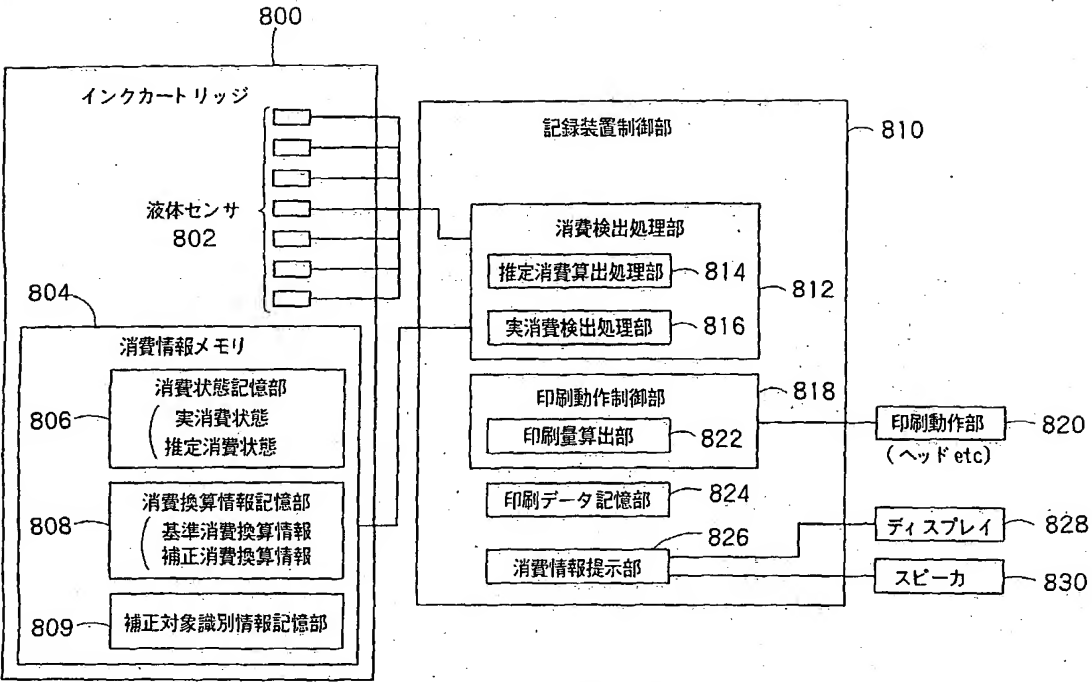 800
インクカートリッジ
液体センサ
802
804
消費情報メモリ
806
消費状態記憶部
実消費状態
推定消費状態
808
消費換算情報記憶部
基準消費換算情報
補正消費換算情報
809
補正対象識別情報記憶部
記録装置制御部
810
消費検出処理部
812
推定消費算出処理部
814
実消費検出処理部
816
印刷動作制御部
818
印刷量算出部
822
印刷データ記憶部
824
消費情報提示部
826
印刷動作部
820
(ヘッドetc)
ディスプレイ
828
スピーカ
830